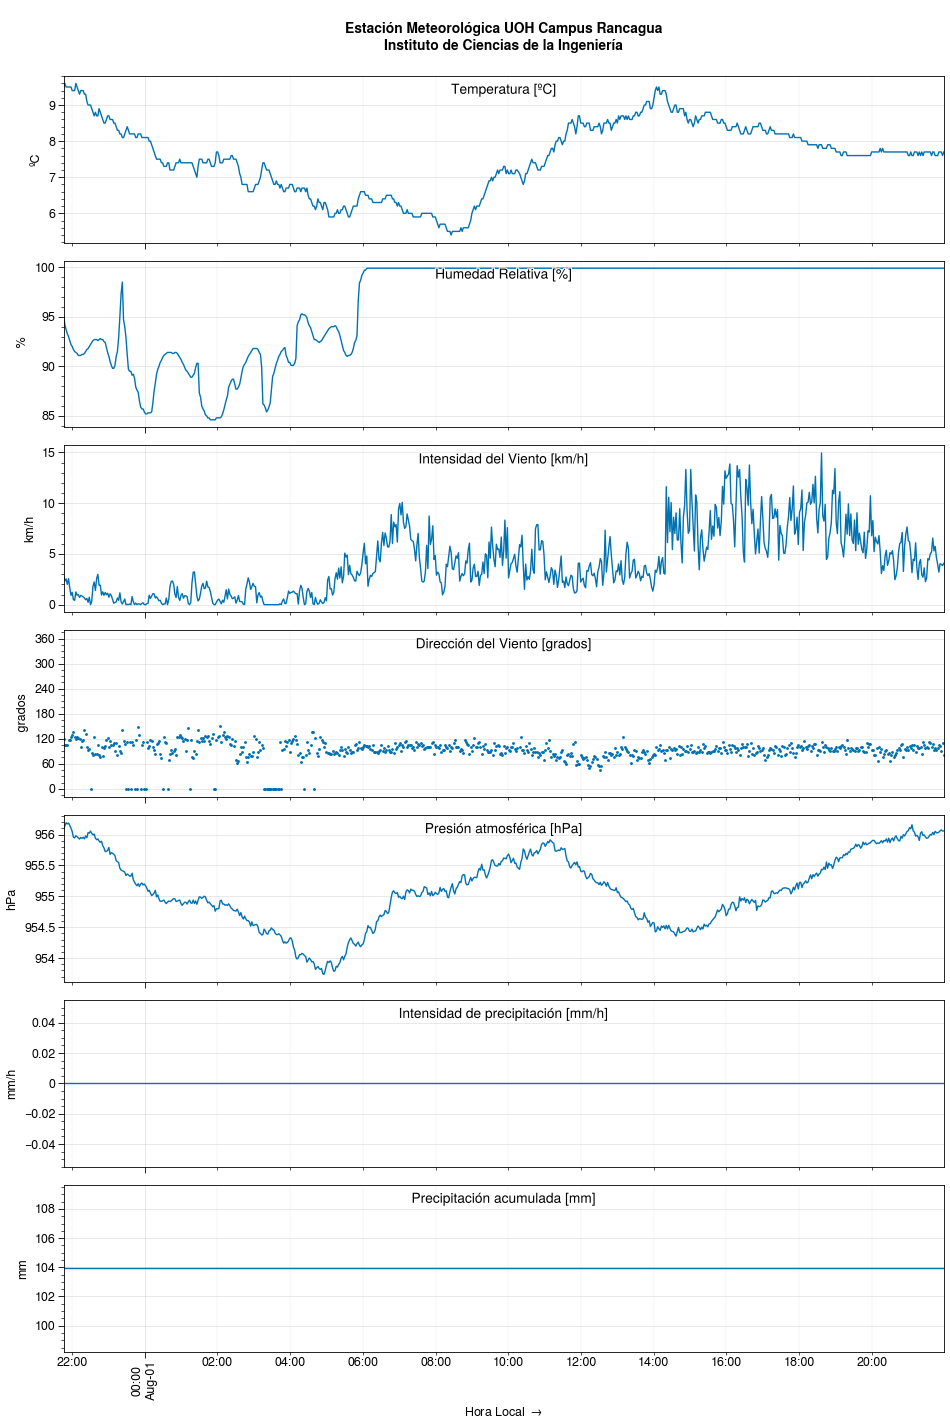 Estación Meteorológica UOH Campus Rancagua
Instituto de Ciencias de la Ingeniería
Temperatura [ºC]
ºC
9
8
7
6
Humedad Relativa [%]
%
100
95
90
85
Intensidad del Viento [km/h]
km/h
15
10
5
0
Dirección del Viento [grados]
grados
360
300
240
180
120
60
0
Presión atmosférica [hPa]
hPa
956
955.5
955
954.5
954
Intensidad de precipitación [mm/h]
mm/h
0.04
0.02
0
−0.02
−0.04
Precipitación acumulada [mm]
mm
108
106
104
102
100
22:00
00:00
Aug-01
02:00
04:00
06:00
08:00
10:00
12:00
14:00
16:00
18:00
20:00
Hora Local →